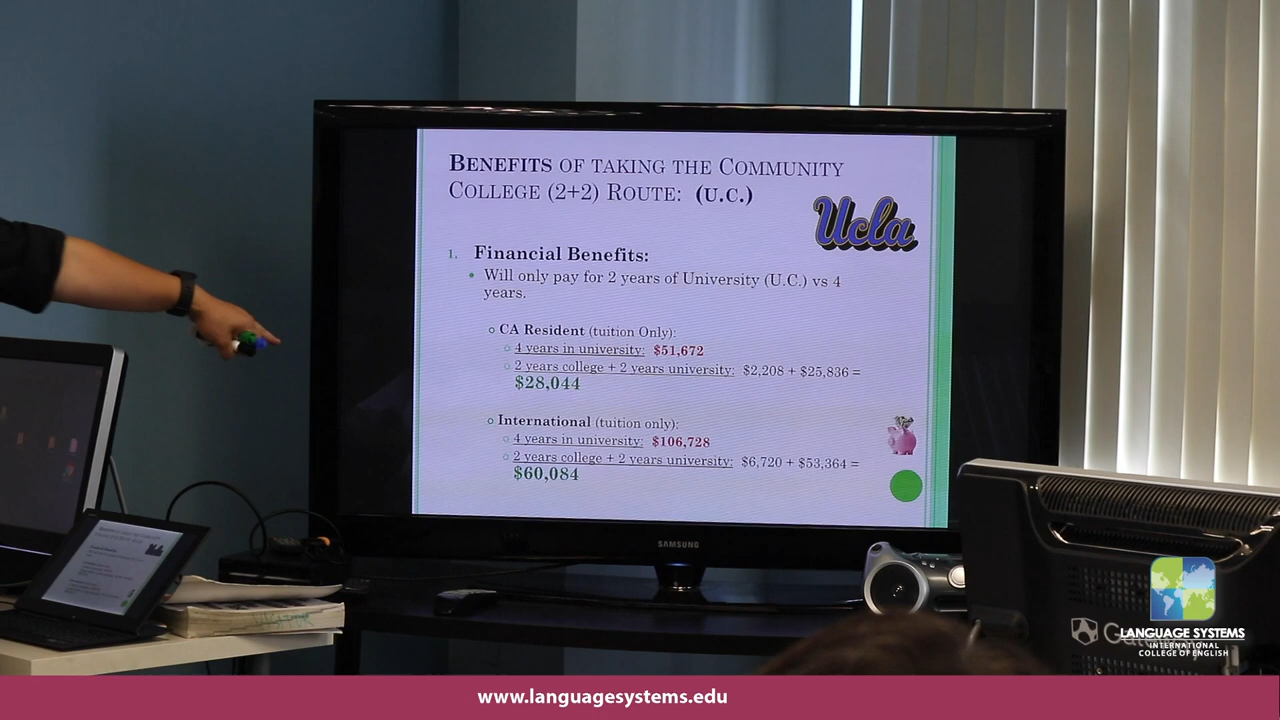 BENEFITS OF TAKING THE COMMUNITY
COLLEGE (2+2) ROUTE: (U.C.)
Ucla
1. Financial Benefits:
• Will only pay for 2 years of University (U.C.) vs 4
years.
CA Resident (tuition Only):
4 years in university: $51,672
2 years college + 2 years university: $2,208 + $25,836 =
$28,044
International (tuition only):
4 years in university: $106,728
2 years college + 2 years university: $6,720 + $53,364 =
$60,084
SAMSUNG
LANGUAGE SYSTEMS
INTERNATIONAL
COLLEGE OF ENGLISH
www.languagesystems.edu